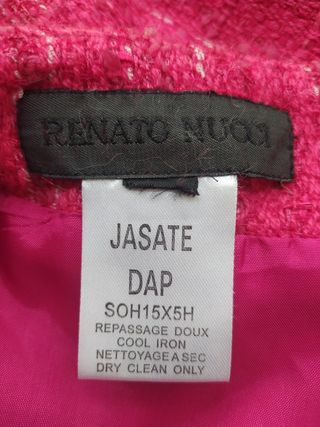 RENATO NUCCI
JASATE
DAP
SOH15X5H
REPASSAGE DOUX
COOL IRON
NETTOYAGE A SEC
DRY CLEAN ONLY